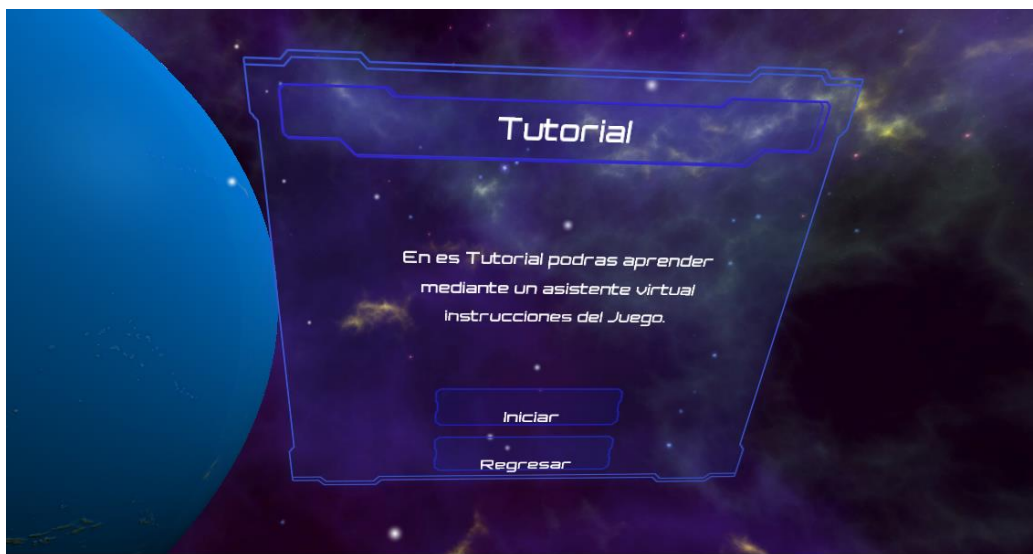 Tutorial
En es Tutorial podras aprender
mediante un asistente virtual
instrucciones del Juego.
Iniciar
Regresar